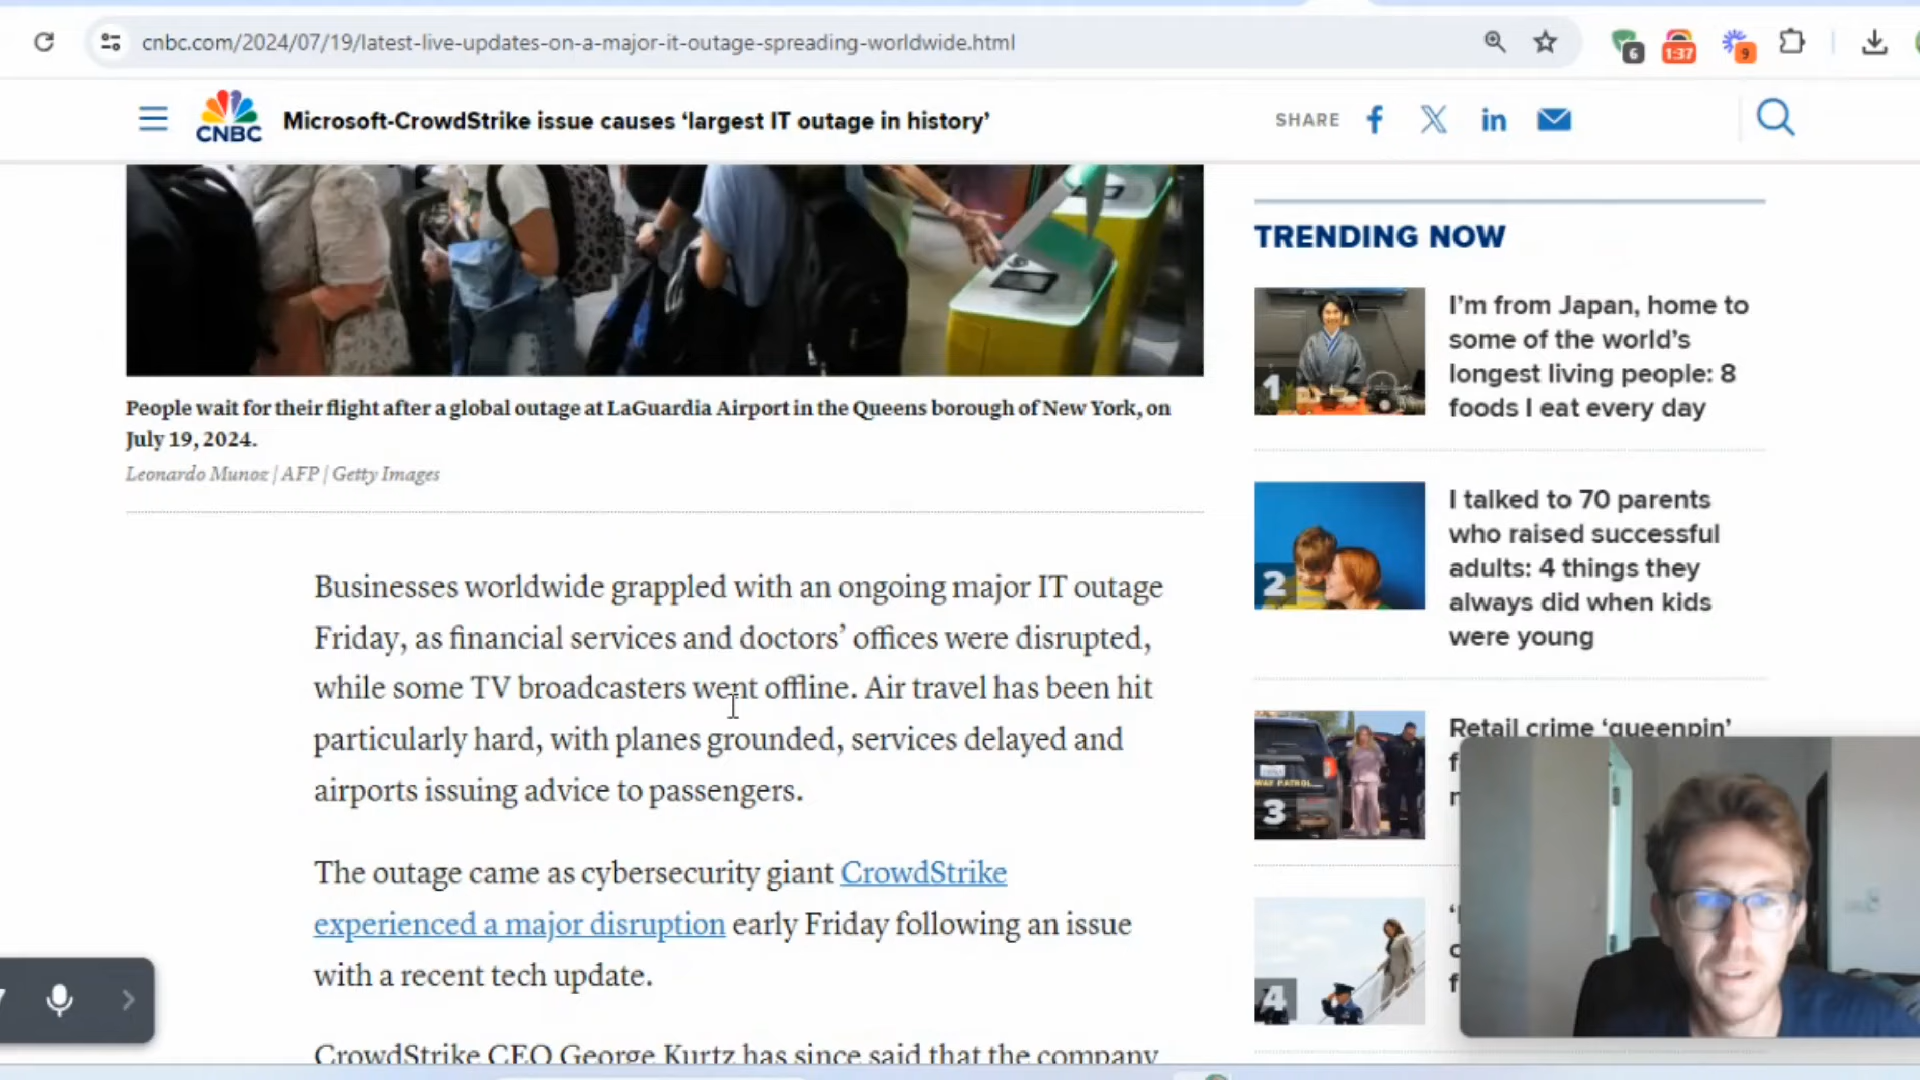 cnbc.com/2024/07/19/latest-live-updates-on-a-major-it-outage-spreading-worldwide.html
6
1:37
9
CNBC
Microsoft-CrowdStrike issue causes ‘largest IT outage in history’
SHARE
People wait for their flight after a global outage at LaGuardia Airport in the Queens borough of New York, on
July 19, 2024.
Leonardo Munoz | AFP | Getty Images
Businesses worldwide grappled with an ongoing major IT outage
Friday, as financial services and doctors’ offices were disrupted,
while some TV broadcasters went offline. Air travel has been hit
particularly hard, with planes grounded, services delayed and
airports issuing advice to passengers.
The outage came as cybersecurity giant CrowdStrike
experienced a major disruption early Friday following an issue
with a recent tech update.
CrowdStrike CEO George Kurtz has since said that the company
TRENDING NOW
1
I’m from Japan, home to
some of the world’s
longest living people: 8
foods I eat every day
2
I talked to 70 parents
who raised successful
adults: 4 things they
always did when kids
were young
3
Retail crime ‘queenpin’
4